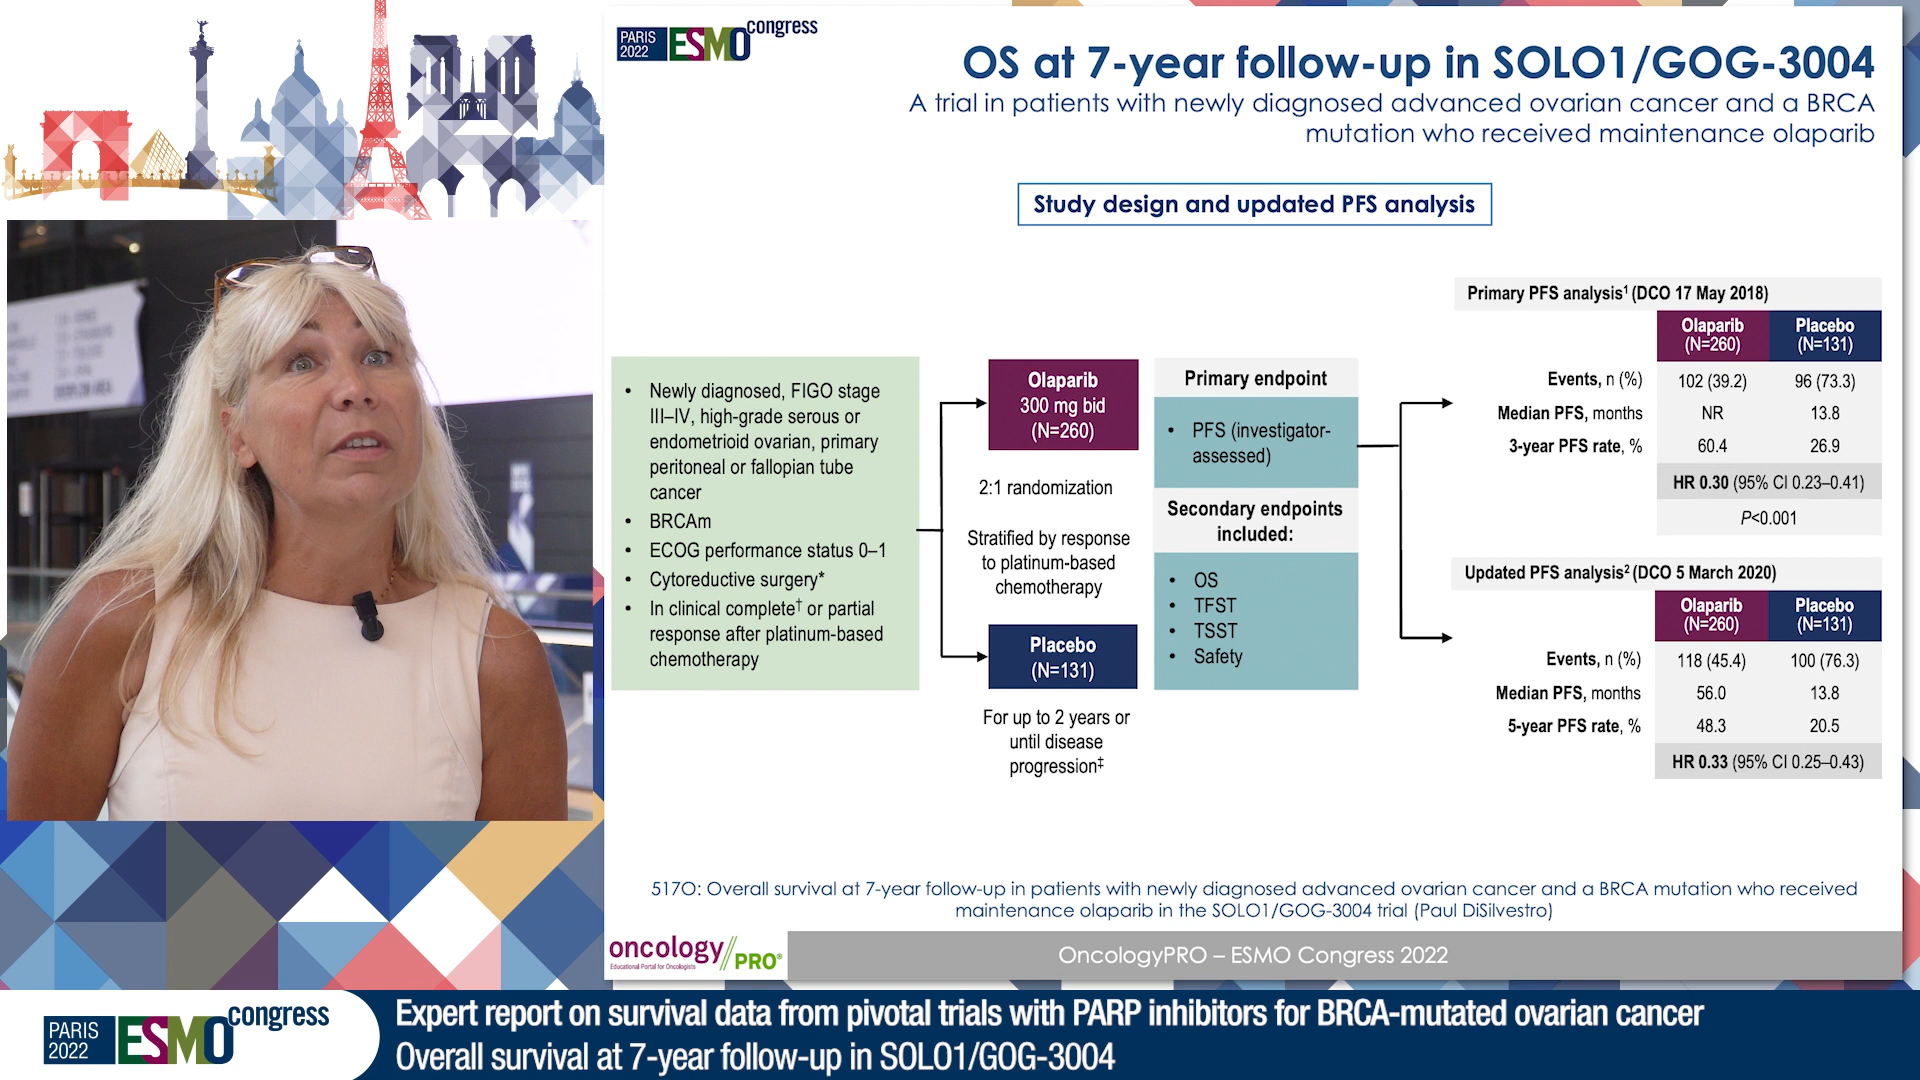 PARIS
2022
ESMO
congress
OS at 7-year follow-up in SOLO1/GOG-3004
A trial in patients with newly diagnosed advanced ovarian cancer and a BRCA
mutation who received maintenance olaparib
Study design and updated PFS analysis
• Newly diagnosed, FIGO stage
III–IV, high-grade serous or
endometrioid ovarian, primary
peritoneal or fallopian tube
cancer
• BRCAm
• ECOG performance status 0–1
• Cytoreductive surgery*
• In clinical complete† or partial
response after platinum-based
chemotherapy
Olaparib
300 mg bid
(N=260)
2:1 randomization
Stratified by response
to platinum-based
chemotherapy
Placebo
(N=131)
For up to 2 years or
until disease
progression‡
Primary endpoint
• PFS (investigator-
assessed)
Secondary endpoints
included:
• OS
• TFST
• TSST
• Safety
Primary PFS analysis¹ (DCO 17 May 2018)
Olaparib (N=260) Placebo (N=131)
Events, n (%) 102 (39.2) 96 (73.3)
Median PFS, months NR 13.8
3-year PFS rate, % 60.4 26.9
HR 0.30 (95% CI 0.23–0.41)
P<0.001
Updated PFS analysis² (DCO 5 March 2020)
Olaparib (N=260) Placebo (N=131)
Events, n (%) 118 (45.4) 100 (76.3)
Median PFS, months 56.0 13.8
5-year PFS rate, % 48.3 20.5
HR 0.33 (95% CI 0.25–0.43)
517O: Overall survival at 7-year follow-up in patients with newly diagnosed advanced ovarian cancer and a BRCA mutation who received
maintenance olaparib in the SOLO1/GOG-3004 trial (Paul DiSilvestro)
oncology//PRO®
Educational Portal for Oncologists
OncologyPRO – ESMO Congress 2022
PARIS
2022
ESMO
congress
Expert report on survival data from pivotal trials with PARP inhibitors for BRCA-mutated ovarian cancer
Overall survival at 7-year follow-up in SOLO1/GOG-3004